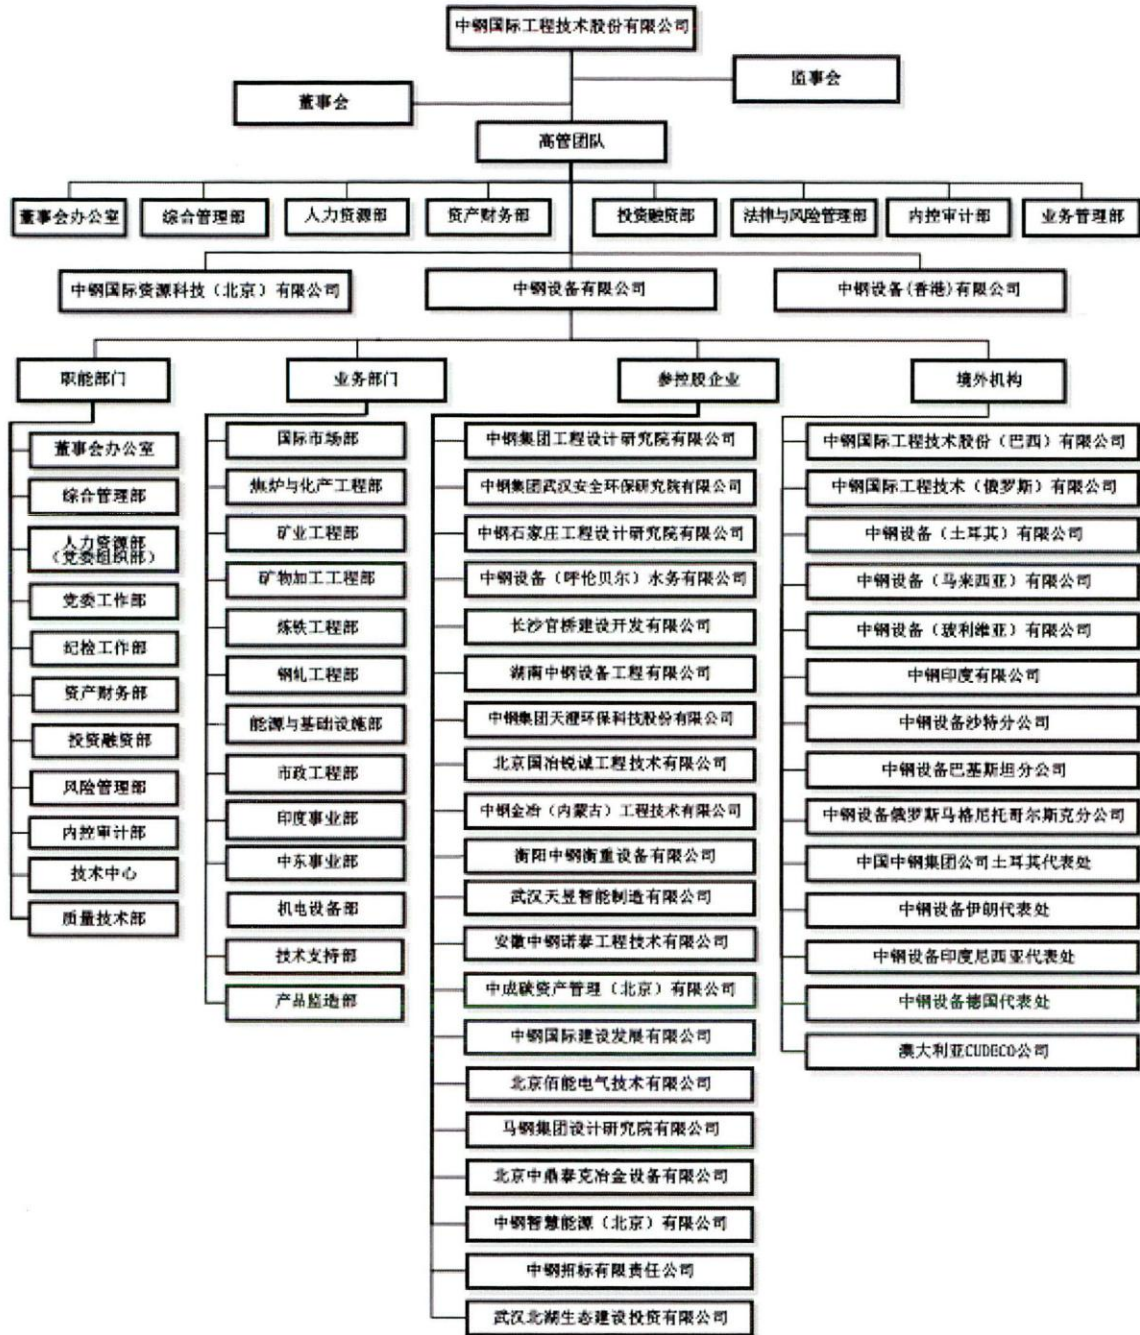 中钢国际工程技术股份有限公司
监事会
董事会
高管团队
董事会办公室
综合管理部
人力资源部
资产财务部
投资融资部
法律与风险管理部
内控审计部
业务管理部
中钢国际资源科技（北京）有限公司
中钢设备有限公司
中钢设备(香港)有限公司
职能部门
业务部门
参控股企业
境外机构
董事会办公室
综合管理部
人力资源部
（党委组织部）
党委工作部
纪检工作部
资产财务部
投资融资部
风险管理部
内控审计部
技术中心
质量技术部
国际市场部
焦炉与化产工程部
矿业工程部
矿物加工工程部
炼铁工程部
钢轧工程部
能源与基础设施部
市政工程部
印度事业部
中东事业部
机电设备部
技术支持部
产品监造部
中钢集团工程设计研究院有限公司
中钢集团武汉安全环保研究院有限公司
中钢石家庄工程设计研究院有限公司
中钢设备（呼伦贝尔）水务有限公司
长沙官桥建设开发有限公司
湖南中钢设备工程有限公司
中钢集团天澄环保科技股份有限公司
北京国冶锐诚工程技术有限公司
中钢金冶（内蒙古）工程技术有限公司
衡阳中钢衡重设备有限公司
武汉天昱智能制造有限公司
安徽中钢诺泰工程技术有限公司
中成碳资产管理（北京）有限公司
中钢国际建设发展有限公司
北京佰能电气技术有限公司
马钢集团设计研究院有限公司
北京中鼎泰克冶金设备有限公司
中钢智慧能源（北京）有限公司
中钢招标有限责任公司
武汉北湖生态建设投资有限公司
中钢国际工程技术股份（巴西）有限公司
中钢国际工程技术（俄罗斯）有限公司
中钢设备（土耳其）有限公司
中钢设备（马来西亚）有限公司
中钢设备（玻利维亚）有限公司
中钢印度有限公司
中钢设备沙特分公司
中钢设备巴基斯坦分公司
中钢设备俄罗斯马格尼托哥尔斯克分公司
中国中钢集团公司土耳其代表处
中钢设备伊朗代表处
中钢设备印度尼西亚代表处
中钢设备德国代表处
澳大利亚CUDECO公司